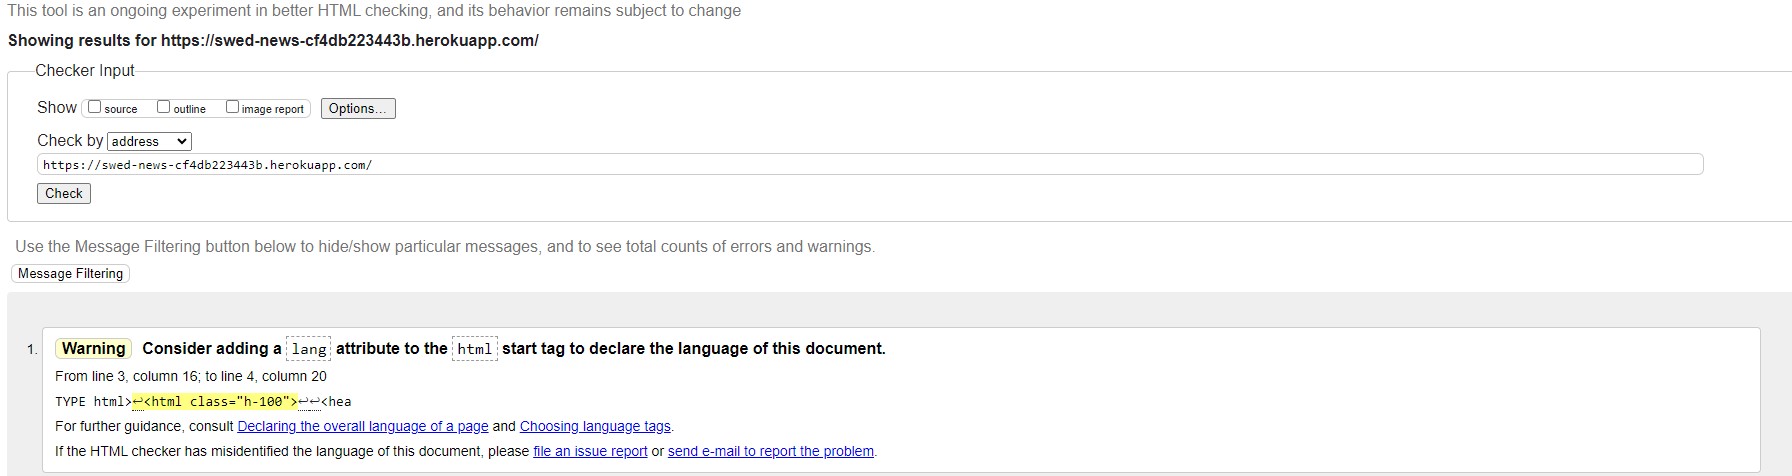 This tool is an ongoing experiment in better HTML checking, and its behavior remains subject to change
Showing results for https://swed-news-cf4db223443b.herokuapp.com/
Checker Input
Show source outline image report Options...
Check by address
https://swed-news-cf4db223443b.herokuapp.com/
Check
Use the Message Filtering button below to hide/show particular messages, and to see total counts of errors and warnings.
Message Filtering
1. Warning Consider adding a lang attribute to the html start tag to declare the language of this document.
From line 3, column 16; to line 4, column 20
TYPE html>↩<html class="h-100">↩↩<hea
For further guidance, consult Declaring the overall language of a page and Choosing language tags.
If the HTML checker has misidentified the language of this document, please file an issue report or send e-mail to report the problem.